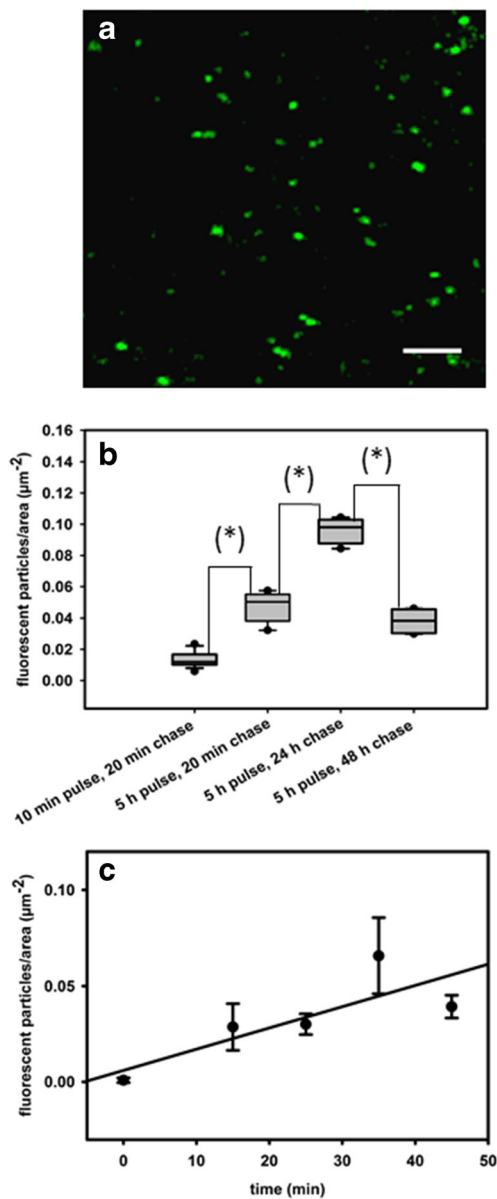 a
b
fluorescent particles/area (µm-2)
0.16
0.14
0.12
0.10
0.08
0.06
0.04
0.02
0.00
(*)
(*)
(*)
10 min pulse, 20 min chase
5 h pulse, 20 min chase
5 h pulse, 24 h chase
5 h pulse, 48 h chase
c
fluorescent particles/area (µm-2)
0.10
0.05
0.00
0 10 20 30 40 50
time (min)